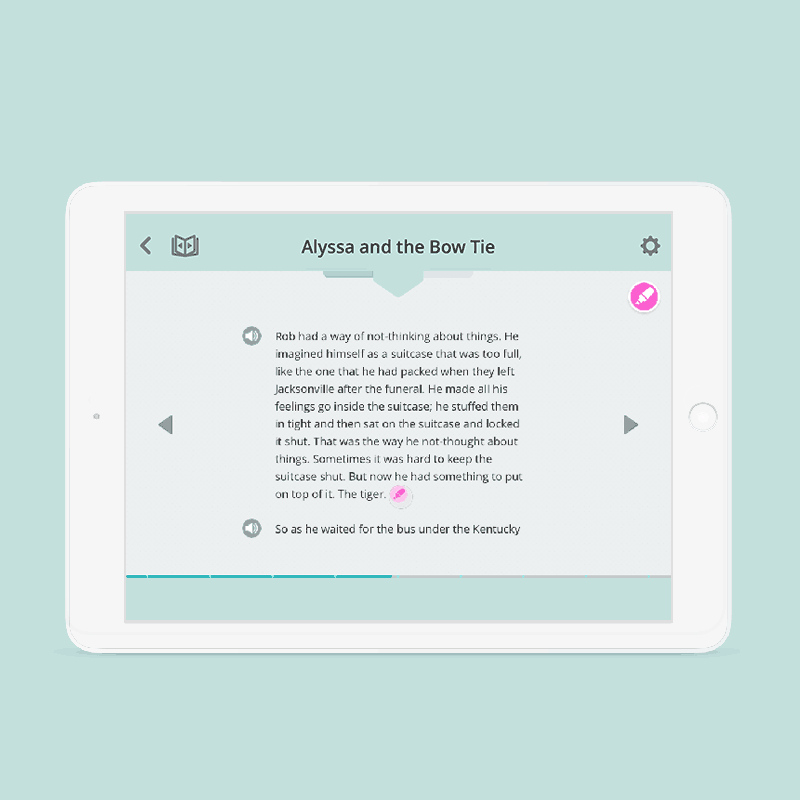 Alyssa and the Bow Tie
Rob had a way of not-thinking about things. He
imagined himself as a suitcase that was too full,
like the one that he had packed when they left
Jacksonville after the funeral. He made all his
feelings go inside the suitcase; he stuffed them
in tight and then sat on the suitcase and locked
it shut. That was the way he not-thought about
things. Sometimes it was hard to keep the
suitcase shut. But now he had something to put
on top of it. The tiger.
So as he waited for the bus under the Kentucky